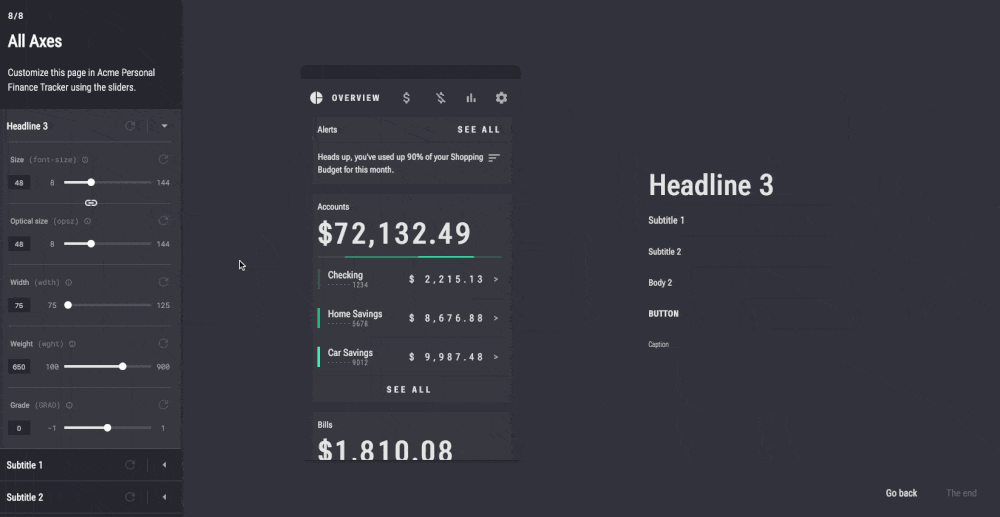 8/8
All Axes
Customize this page in Acme Personal
Finance Tracker using the sliders.
Headline 3
Size (font-size)
48 8 144
Optical size (opsz)
48 8 144
Width (wdth)
75 75 125
Weight (wght)
650 100 900
Grade (GRAD)
0 -1 1
Subtitle 1
Subtitle 2
OVERVIEW
Alerts SEE ALL
Heads up, you've used up 90% of your Shopping
Budget for this month.
Accounts
$72,132.49
Checking
······1234
$ 2,215.13 >
Home Savings
······5678
$ 8,676.88 >
Car Savings
······9012
$ 9,987.48 >
SEE ALL
Bills
$1,810.08
Headline 3
Subtitle 1
Subtitle 2
Body 2
BUTTON
Caption
Go back The end